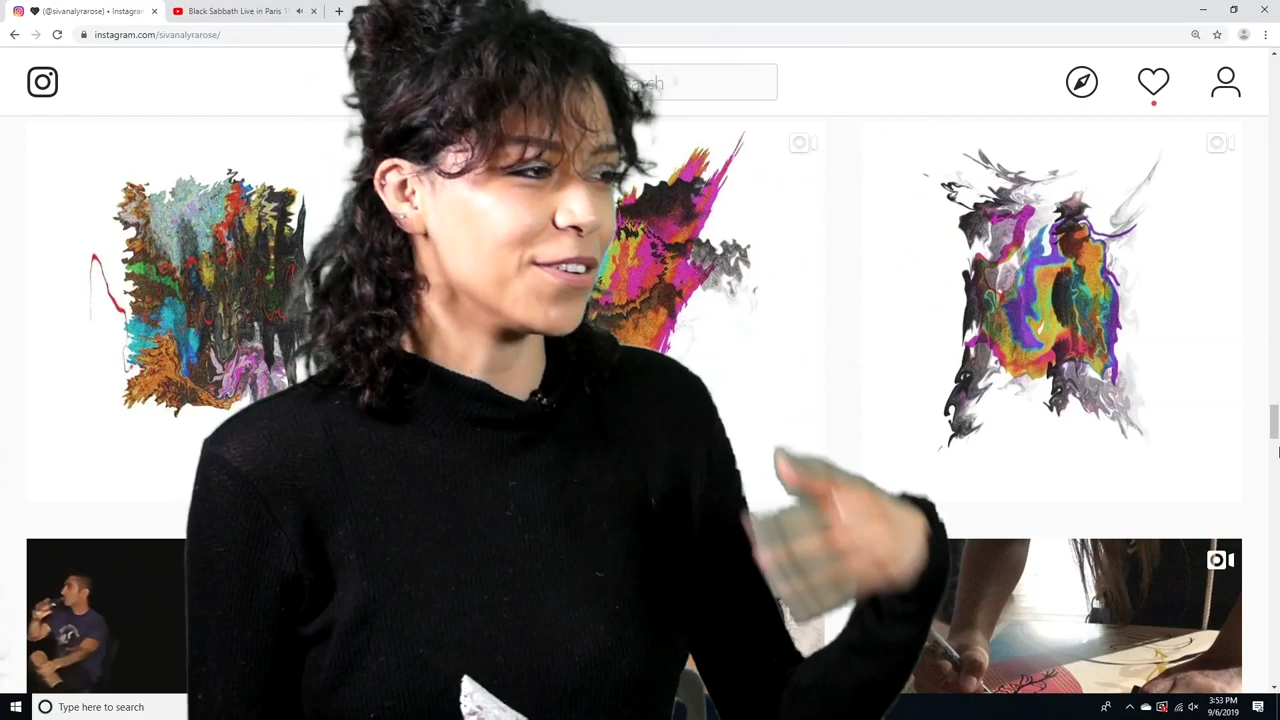 🖤 (@sivanalyrarose) • Instagram
Black Sabbath Live in Paris 1
instagram.com/sivanalyrarose/
Type here to search
3:53 PM
9/6/2019